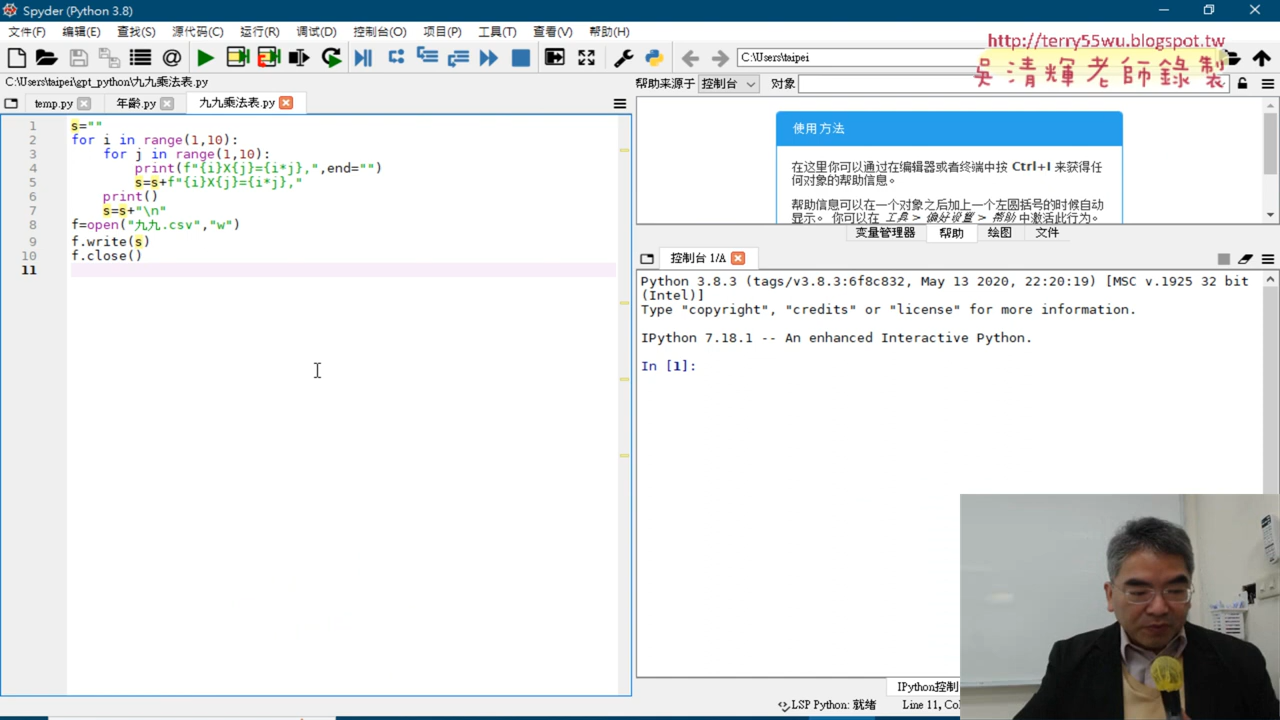 Spyder (Python 3.8)
文件(F) 编辑(E) 查找(S) 源代码(C) 运行(R) 调试(D) 控制台(O) 项目(P) 工具(T) 查看(V) 帮助(H)
http://terry55wu.blogspot.tw
吳清輝老師錄製
C:\Users\taipei
C:\Users\taipei\gpt_python\九九乘法表.py
帮助来源于 控制台 对象
temp.py 年龄.py 九九乘法表.py
1 s=""
2 for i in range(1,10):
3 for j in range(1,10):
4 print(f"{i}X{j}={i*j},",end="")
5 s=s+f"{i}X{j}={i*j},"
6 print()
7 s=s+"\n"
8 f=open("九九.csv","w")
9 f.write(s)
10 f.close()
11
使用方法
在这里你可以通过在编辑器或者终端中按 Ctrl+I 来获得任
何对象的帮助信息。
帮助信息可以在一个对象之后加上一个左圆括号的时候自动
显示。 你可以在 工具 > 偏好设置 > 帮助 中激活此行为。
变量管理器 帮助 绘图 文件
控制台 1/A
Python 3.8.3 (tags/v3.8.3:6f8c832, May 13 2020, 22:20:19) [MSC v.1925 32 bit
(Intel)]
Type "copyright", "credits" or "license" for more information.
IPython 7.18.1 -- An enhanced Interactive Python.
In [1]:
IPython控制
LSP Python: 就绪 Line 11, Co